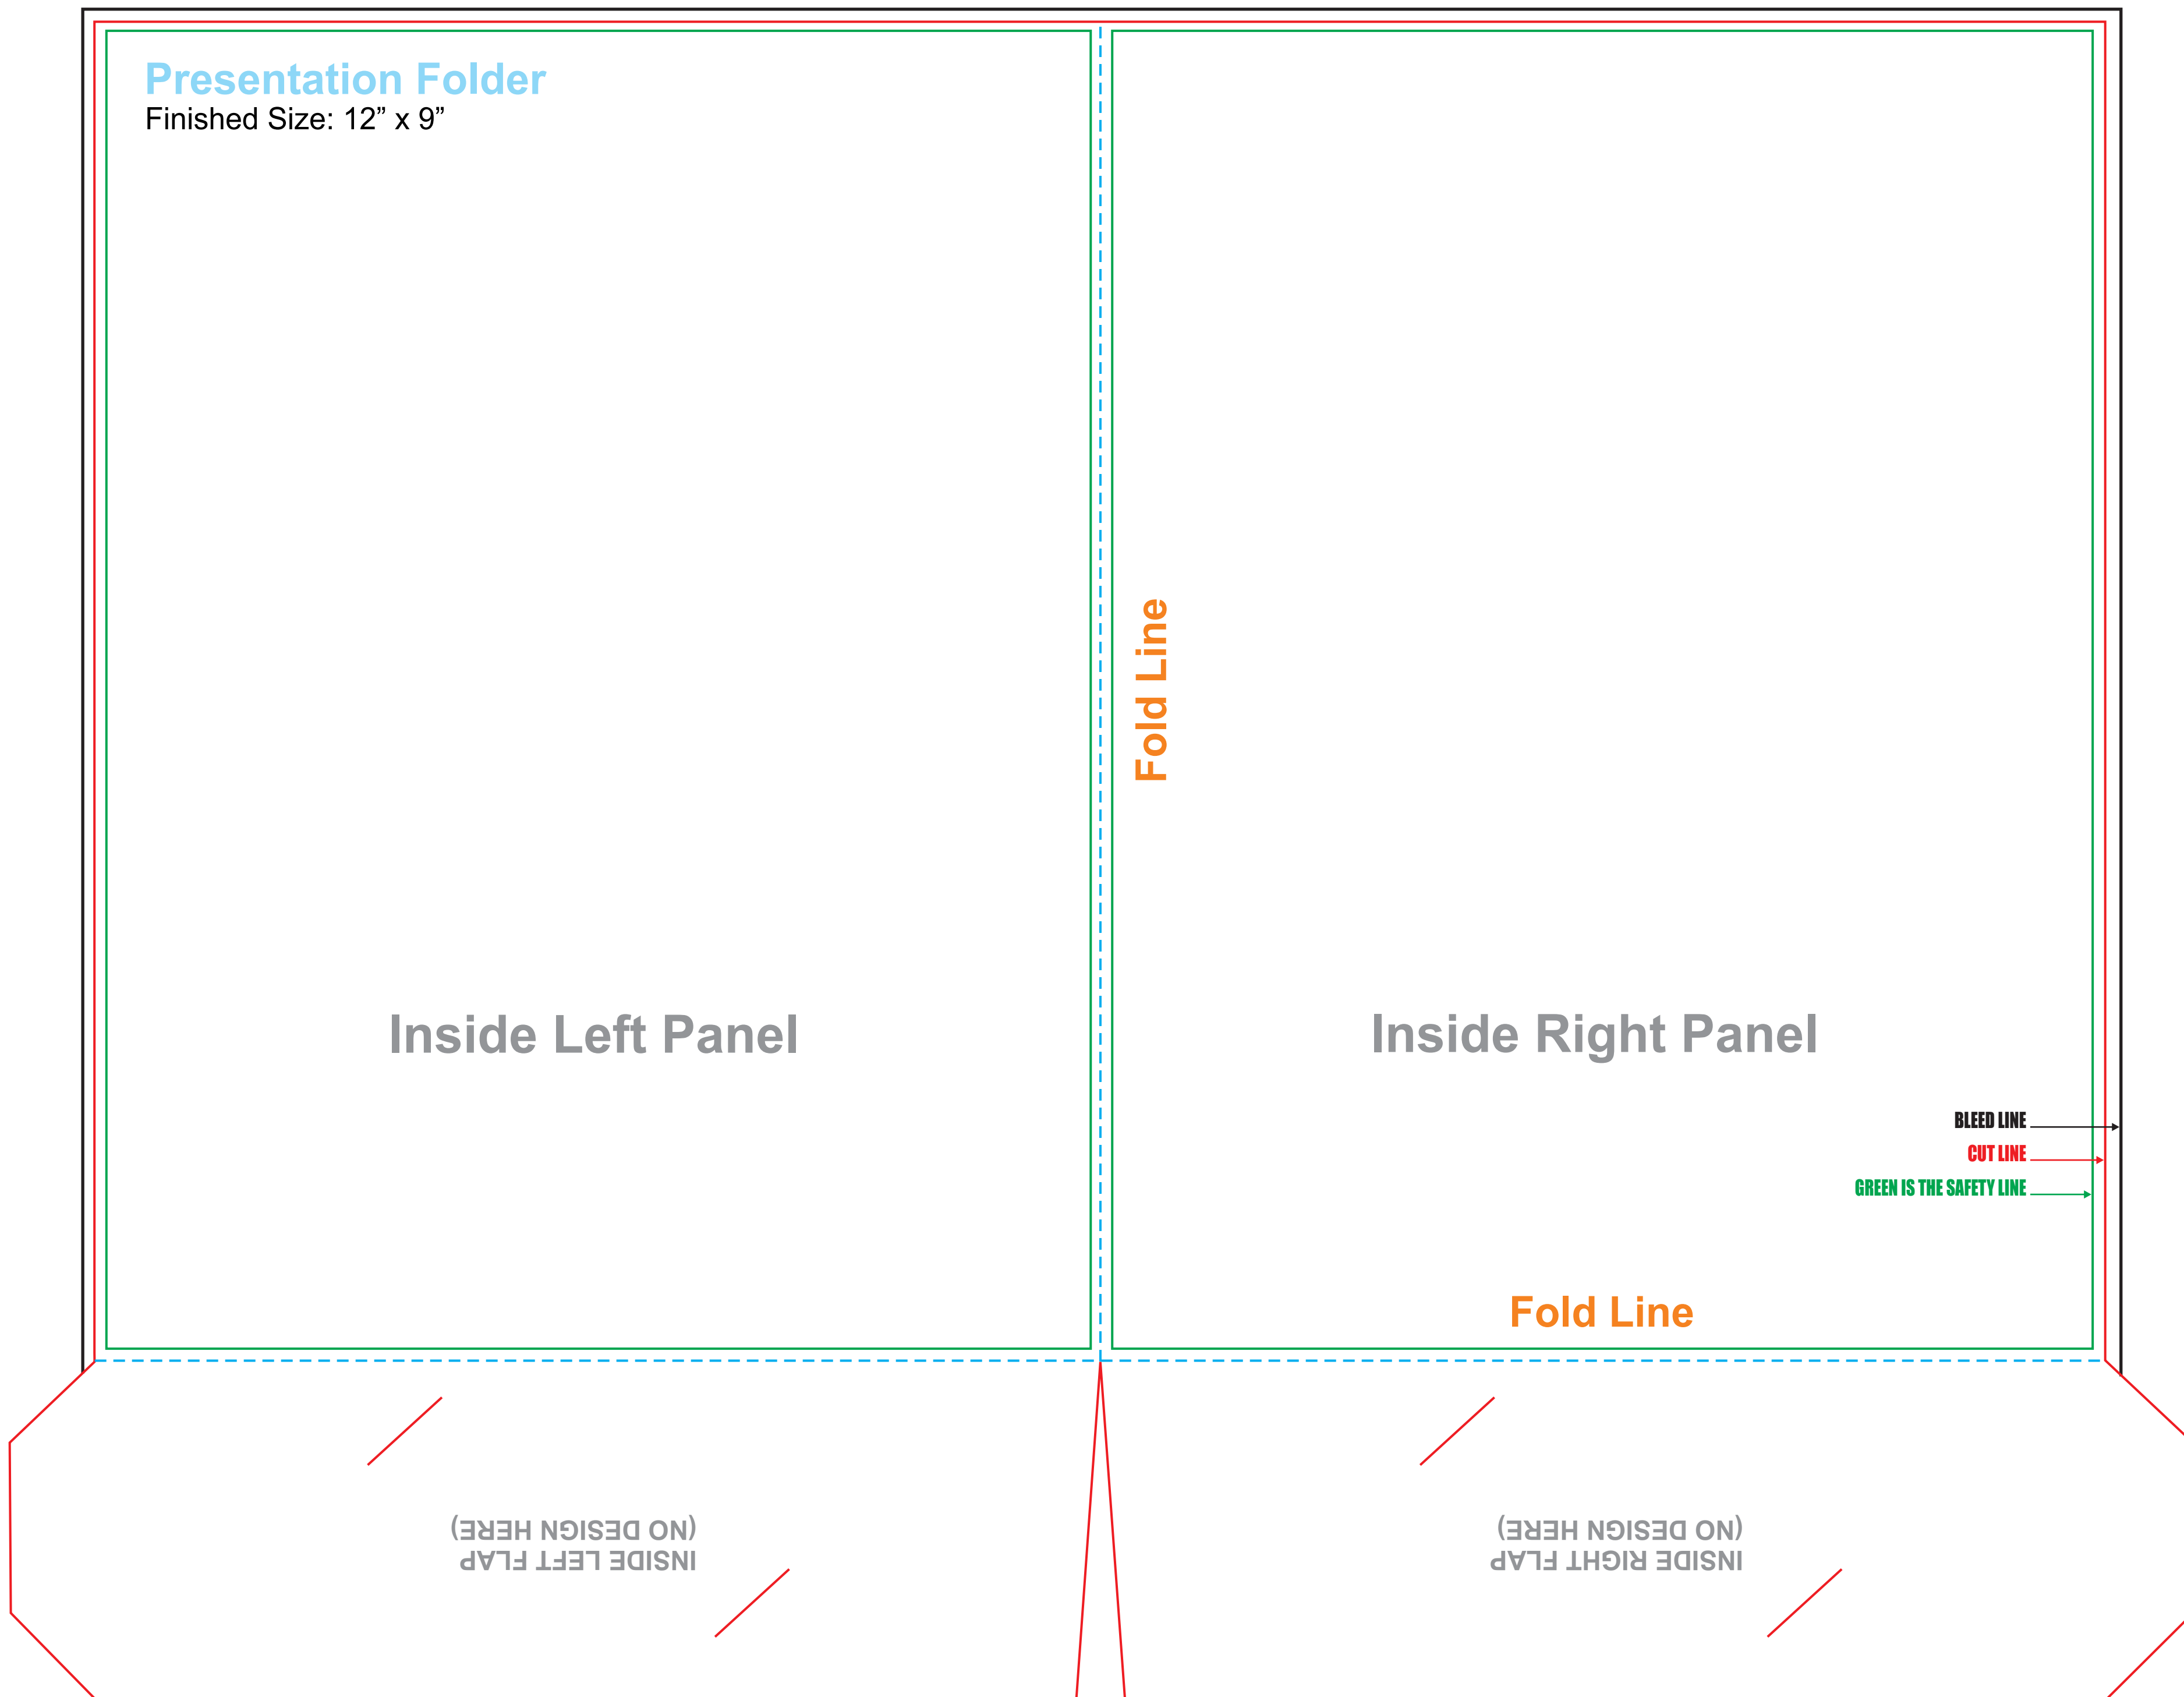 Presentation Folder
Finished Size: 12” x 9”
Fold Line
Inside Left Panel
Inside Right Panel
BLEED LINE
CUT LINE
GREEN IS THE SAFETY LINE
Fold Line
INSIDE LEFT FLAP
(NO DESIGN HERE)
INSIDE RIGHT FLAP
(NO DESIGN HERE)